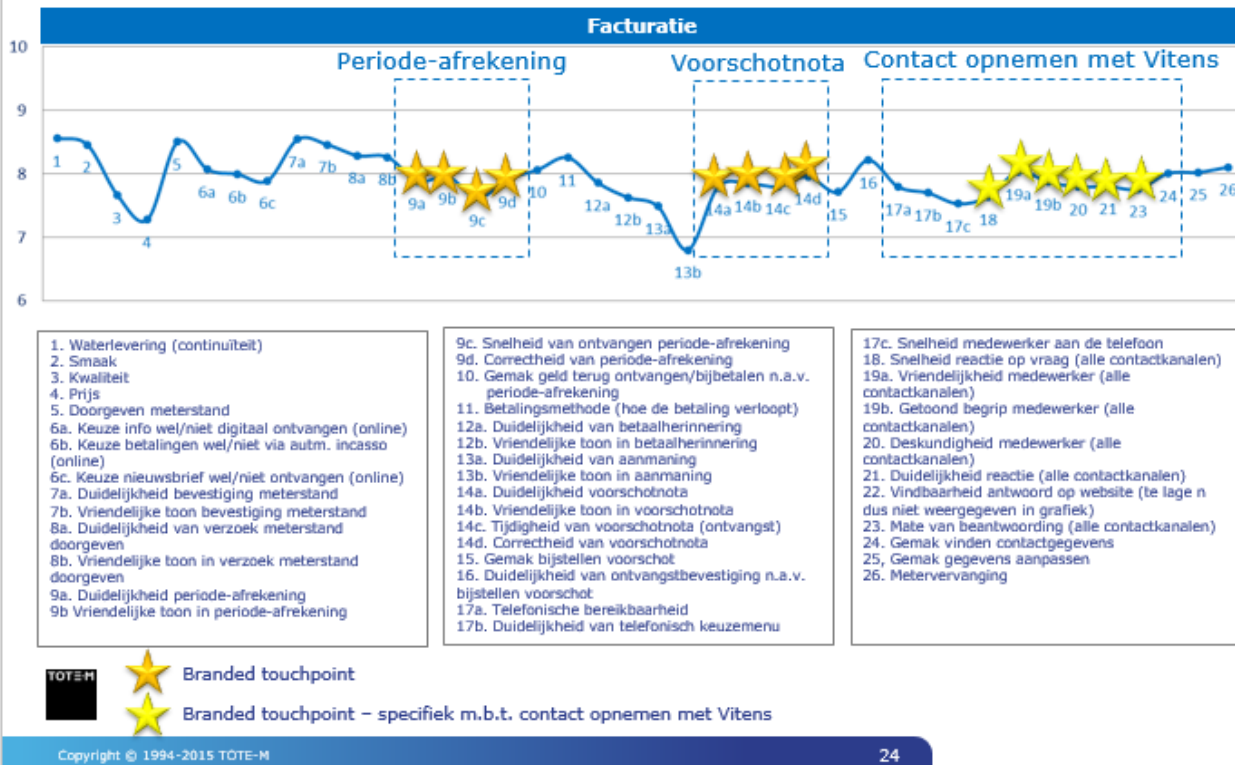 Facturatie
10
9
8
7
6
Periode-afrekening
Voorschotnota
Contact opnemen met Vitens
1
2
3
4
5
6a
6b
6c
7a
7b
8a
8b
9a
9b
9c
9d
10
11
12a
12b
13a
13b
14a
14b
14c
14d
15
16
17a
17b
17c
18
19a
19b
20
21
23
24
25
26
1. Waterlevering (continuïteit)
2. Smaak
3. Kwaliteit
4. Prijs
5. Doorgeven meterstand
6a. Keuze info wel/niet digitaal ontvangen (online)
6b. Keuze betalingen wel/niet via autm. incasso
(online)
6c. Keuze nieuwsbrief wel/niet ontvangen (online)
7a. Duidelijkheid bevestiging meterstand
7b. Vriendelijke toon bevestiging meterstand
8a. Duidelijkheid van verzoek meterstand
doorgeven
8b. Vriendelijke toon in verzoek meterstand
doorgeven
9a. Duidelijkheid periode-afrekening
9b Vriendelijke toon in periode-afrekening
9c. Snelheid van ontvangen periode-afrekening
9d. Correctheid van periode-afrekening
10. Gemak geld terug ontvangen/bijbetalen n.a.v.
periode-afrekening
11. Betalingsmethode (hoe de betaling verloopt)
12a. Duidelijkheid van betaalherinnering
12b. Vriendelijke toon in betaalherinnering
13a. Duidelijkheid van aanmaning
13b. Vriendelijke toon in aanmaning
14a. Duidelijkheid voorschotnota
14b. Vriendelijke toon in voorschotnota
14c. Tijdigheid van voorschotnota (ontvangst)
14d. Correctheid van voorschotnota
15. Gemak bijstellen voorschot
16. Duidelijkheid van ontvangstbevestiging n.a.v.
bijstellen voorschot
17a. Telefonische bereikbaarheid
17b. Duidelijkheid van telefonisch keuzemenu
17c. Snelheid medewerker aan de telefoon
18. Snelheid reactie op vraag (alle contactkanalen)
19a. Vriendelijkheid medewerker (alle
contactkanalen)
19b. Getoond begrip medewerker (alle
contactkanalen)
20. Deskundigheid medewerker (alle
contactkanalen)
21. Duidelijkheid reactie (alle contactkanalen)
22. Vindbaarheid antwoord op website (te lage n
dus niet weergegeven in grafiek)
23. Mate van beantwoording (alle contactkanalen)
24. Gemak vinden contactgegevens
25, Gemak gegevens aanpassen
26. Metervervanging
TOTE-M
Branded touchpoint
Branded touchpoint – specifiek m.b.t. contact opnemen met Vitens
Copyright © 1994-2015 TOTE-M
24